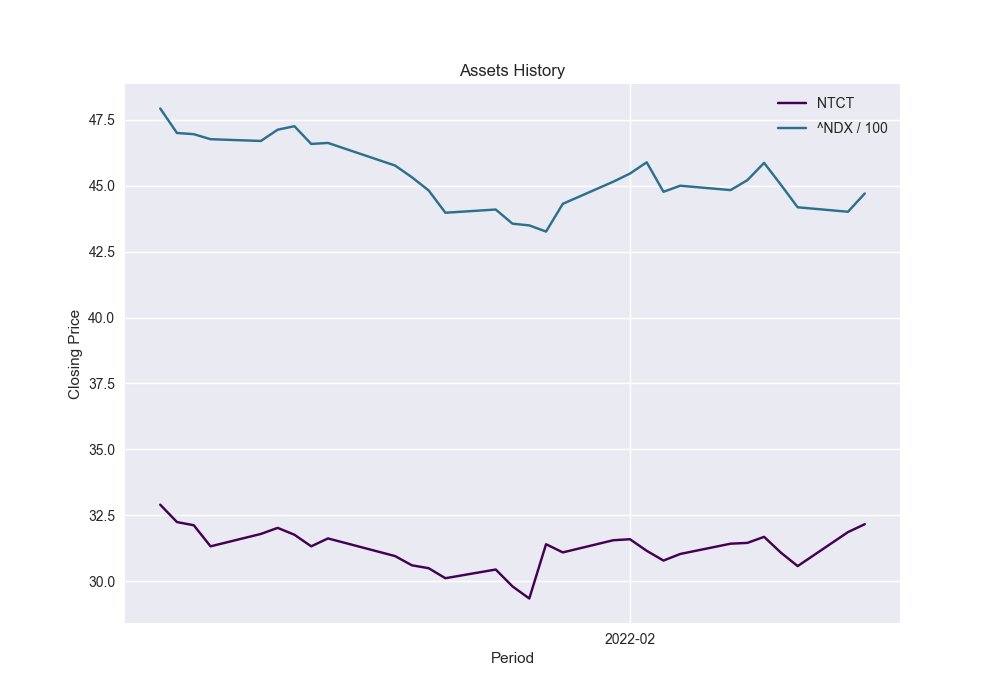 Assets History
NTCT
^NDX / 100
47.5
45.0
42.5
40.0
37.5
35.0
32.5
30.0
Closing Price
2022-02
Period